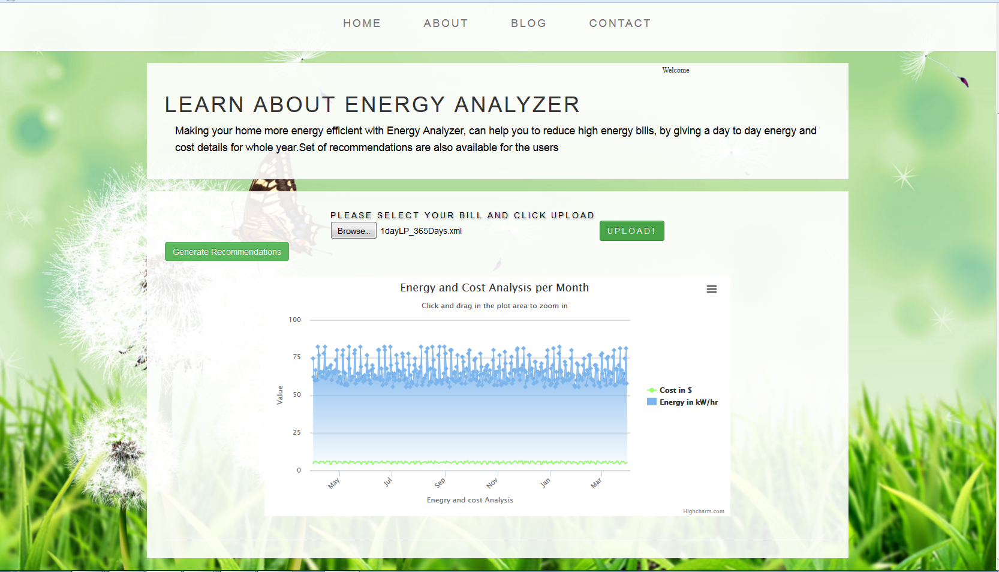 HOME ABOUT BLOG CONTACT
Welcome
LEARN ABOUT ENERGY ANALYZER
Making your home more energy efficient with Energy Analyzer, can help you to reduce high energy bills, by giving a day to day energy and
cost details for whole year.Set of recommendations are also available for the users
PLEASE SELECT YOUR BILL AND CLICK UPLOAD
Browse... 1dayLP_365Days.xml UPLOAD!
Generate Recommendations
Energy and Cost Analysis per Month
Click and drag in the plot area to zoom in
Value
100
75
50
25
0
May Jul Sep Nov Jan Mar
Enegry and cost Analysis
Cost in $
Energy in kW/hr
Highcharts.com